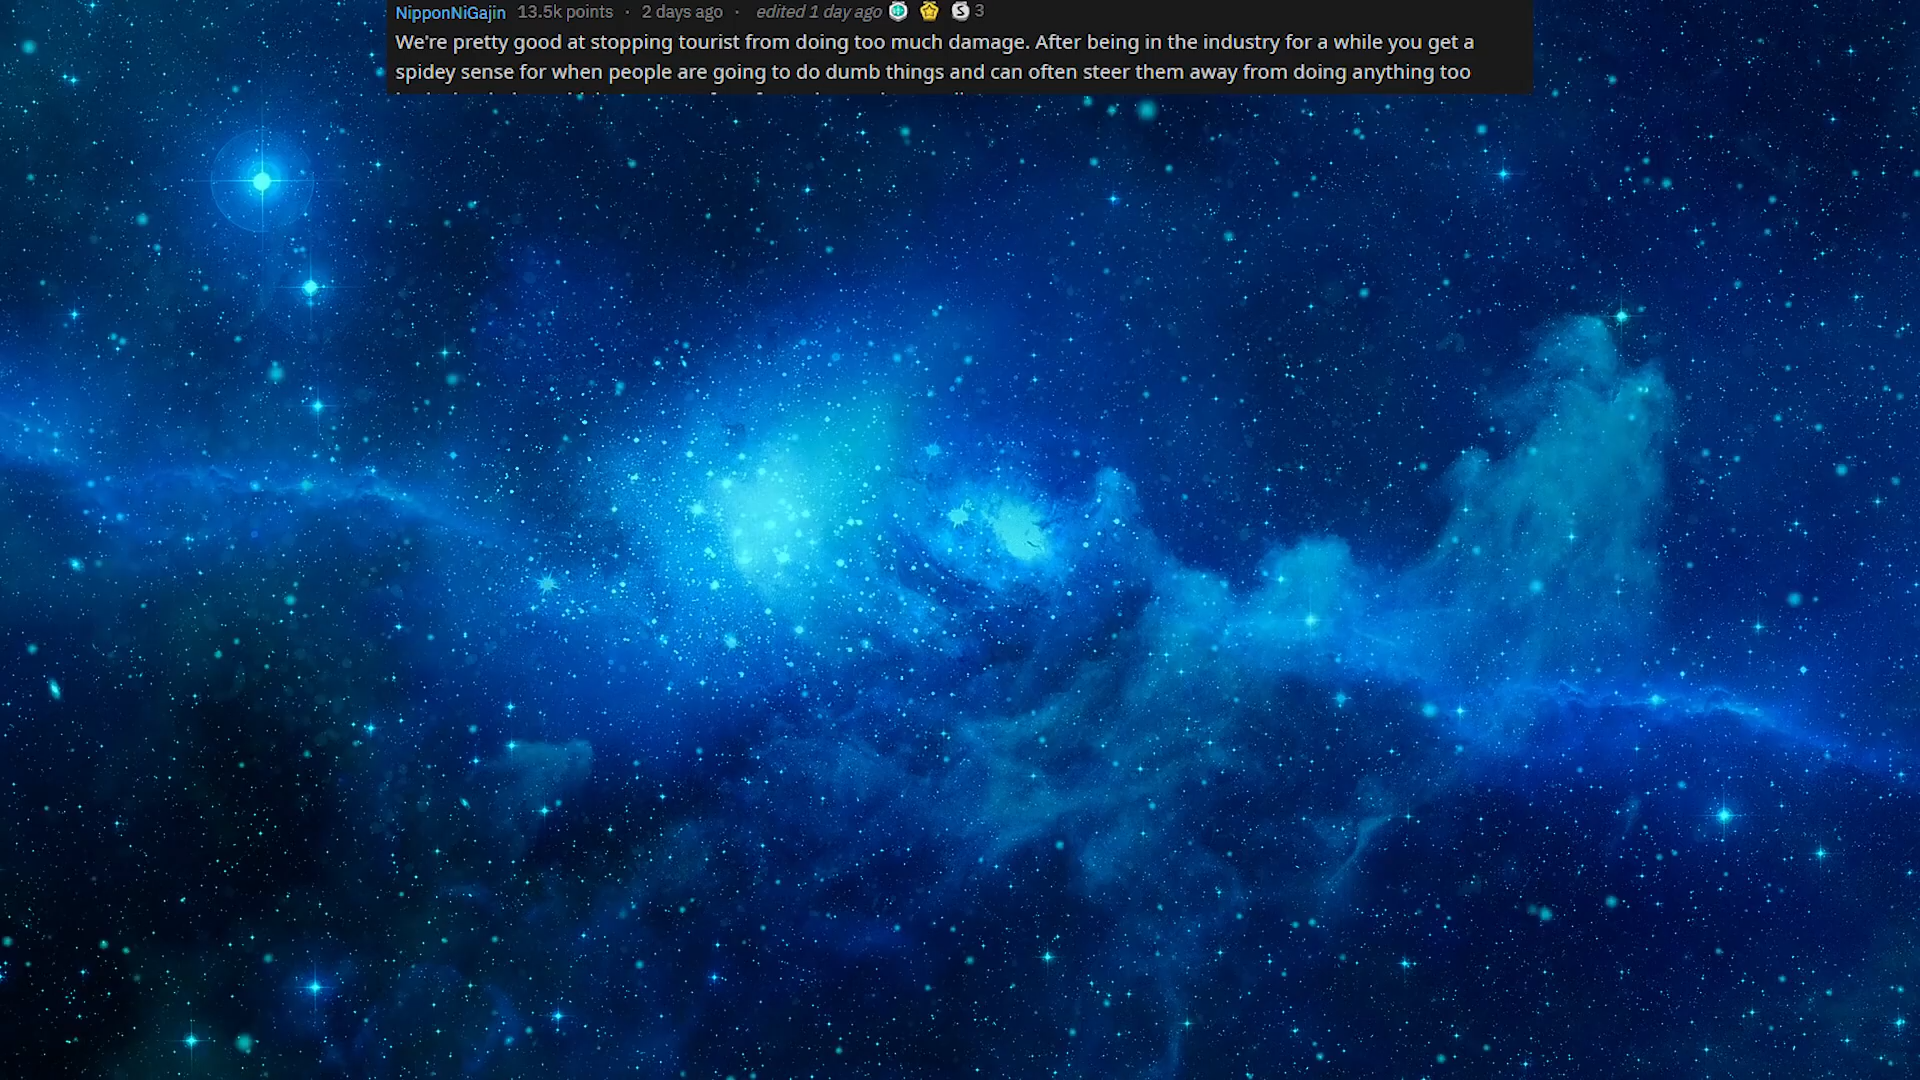 NipponNiGajin 13.5k points · 2 days ago · edited 1 day ago S 3
We're pretty good at stopping tourist from doing too much damage. After being in the industry for a while you get a
spidey sense for when people are going to do dumb things and can often steer them away from doing anything too